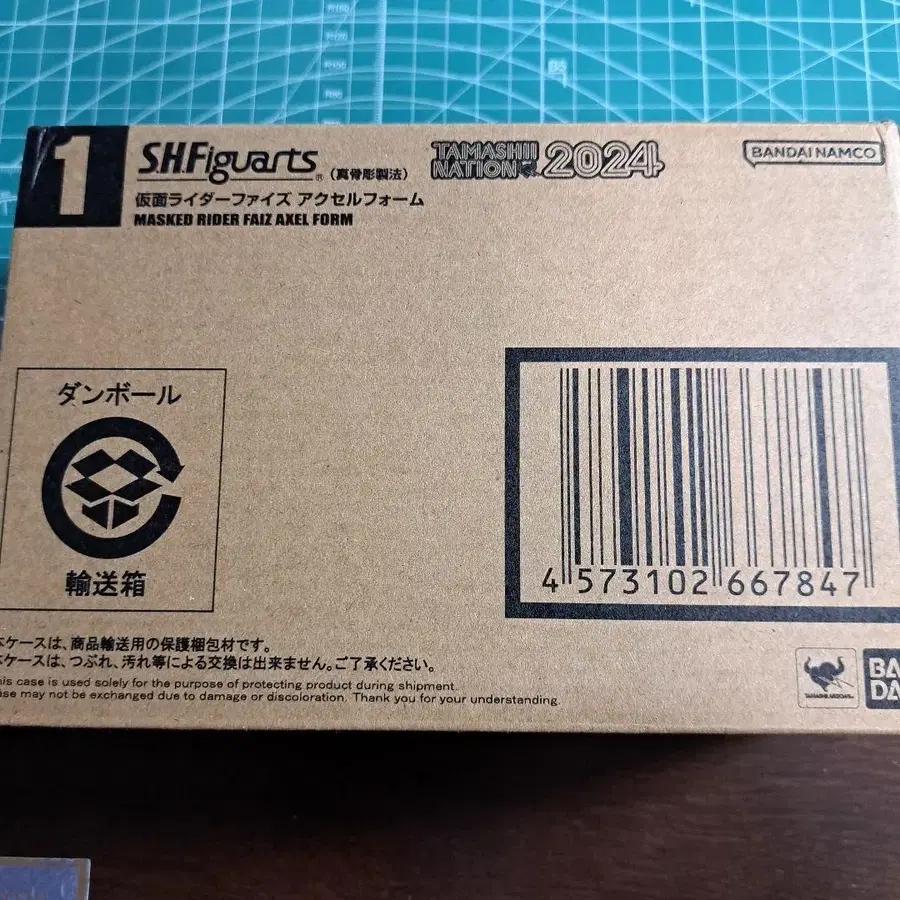 1
S.H.Figuarts® (真骨彫製法)
TAMASHII NATION 2024
BANDAI NAMCO
仮面ライダーファイズ アクセルフォーム
MASKED RIDER FAIZ AXEL FORM
ダンボール
輸送箱
4 573102 667847
ケースは、商品輸送用の保護梱包材です。
ケースは、つぶれ、汚れ等による交換は出来ません。ご了承ください。
his case is used solely for the purpose of protecting product during shipment.
ase may not be exchanged due to damage or discoloration. Thank you for your understanding.
TAMASHII NATIONS
BAN
DAI